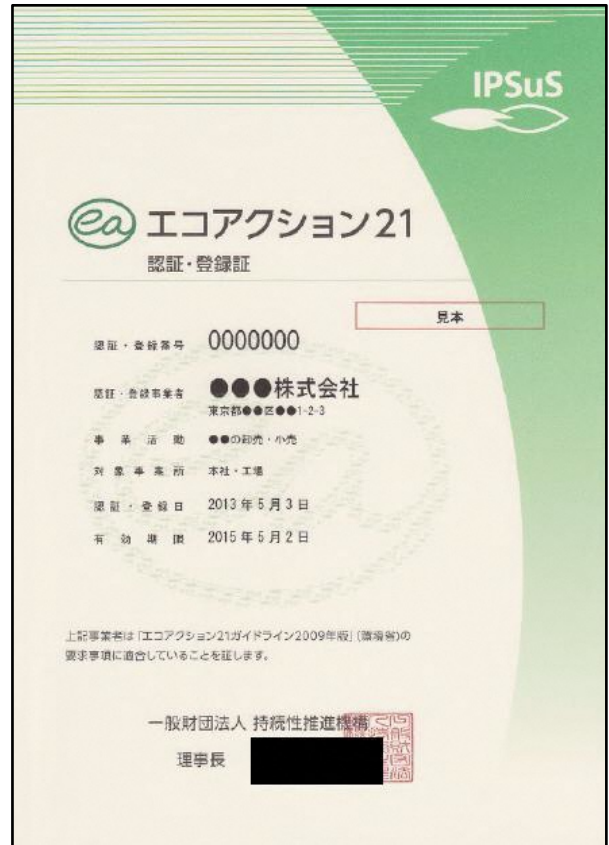 IPSuS
ea エコアクション21
認証・登録証
見本
認証・登録番号 0000000
認証・登録事業者 ●●●株式会社
東京都●●区●●1-2-3
事業活動 ●●の卸売・小売
対象事業所 本社・工場
認証・登録日 2013年5月3日
有効期限 2015年5月2日
上記事業者は「エコアクション21ガイドライン2009年版」(環境省)の
要求事項に適合していることを証します。
一般財団法人 持続性推進機構
理事長